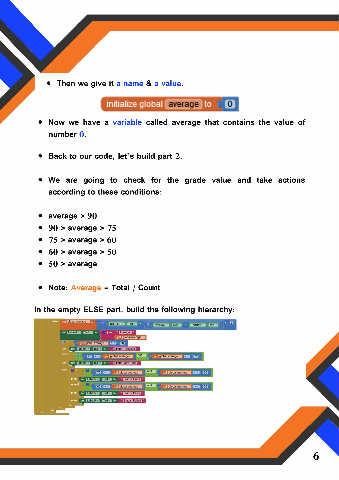 • Then we give it a name & a value.
initialize global average to 0
• Now we have a variable called average that contains the value of
number 0.
• Back to our code, let's build part 2.
• We are going to check for the grade value and take actions
according to these conditions:
• average > 90
• 90 > average > 75
• 75 > average > 60
• 60 > average > 50
• 50 > average
• Note: Average = Total / Count
In the empty ELSE part, build the following hierarchy:
6